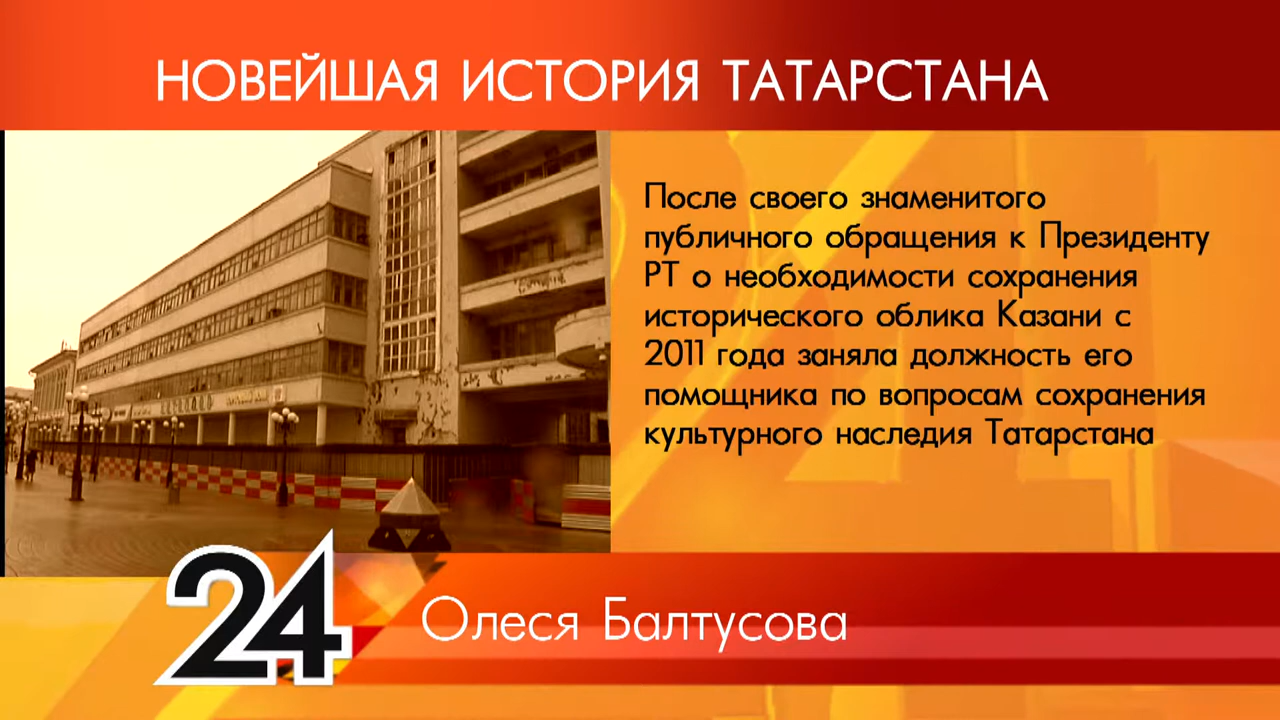 НОВЕЙШАЯ ИСТОРИЯ ТАТАРСТАНА
После своего знаменитого
публичного обращения к Президенту
РТ о необходимости сохранения
исторического облика Казани с
2011 года заняла должность его
помощника по вопросам сохранения
культурного наследия Татарстана
24
Олеся Балтусова